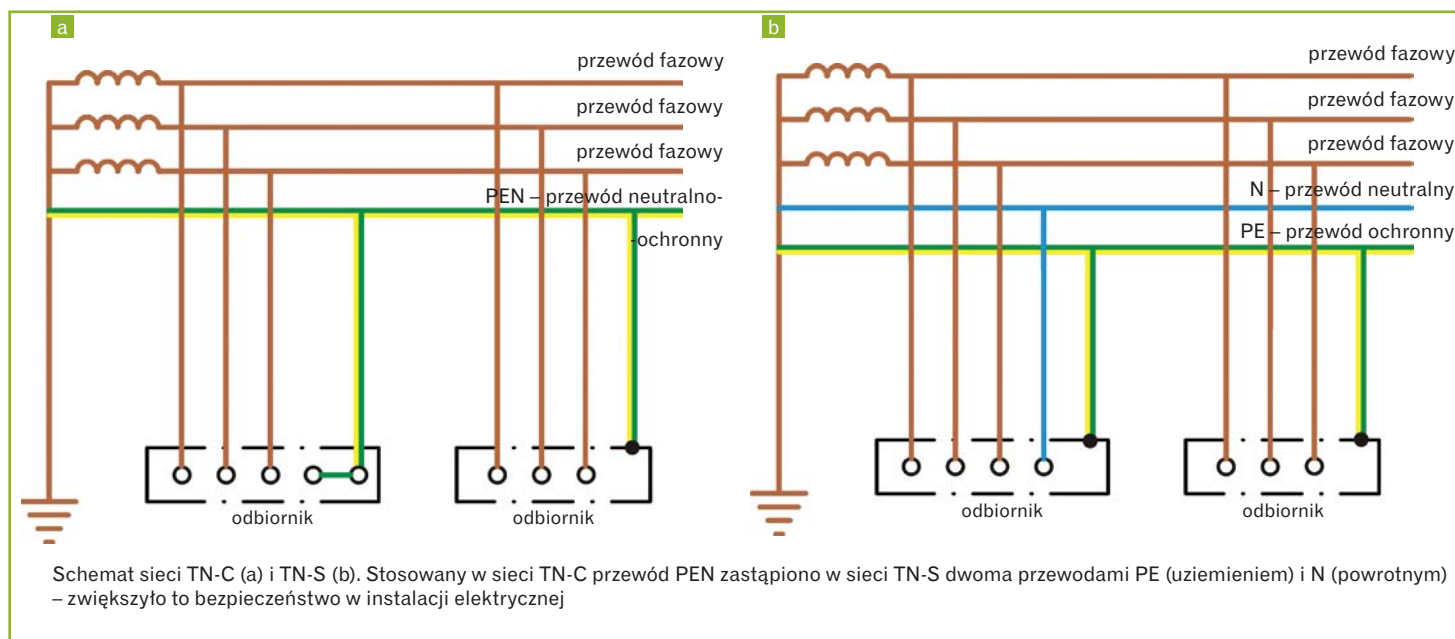 a
przewód fazowy
przewód fazowy
przewód fazowy
PEN – przewód neutralno-
-ochronny
odbiornik
odbiornik
b
przewód fazowy
przewód fazowy
przewód fazowy
N – przewód neutralny
PE – przewód ochronny
odbiornik
odbiornik
Schemat sieci TN-C (a) i TN-S (b). Stosowany w sieci TN-C przewód PEN zastąpiono w sieci TN-S dwoma przewodami PE (uziemieniem) i N (powrotnym)
– zwiększyło to bezpieczeństwo w instalacji elektrycznej